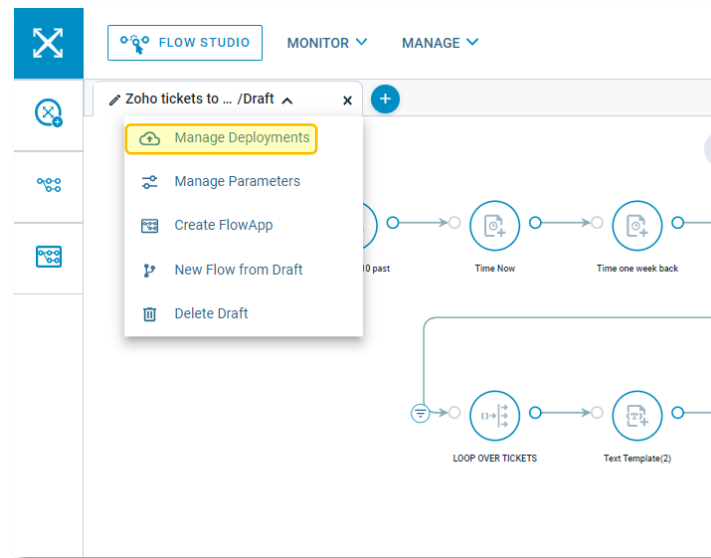 FLOW STUDIO MONITOR MANAGE
Zoho tickets to ... /Draft x +
Manage Deployments
Manage Parameters
Create FlowApp
New Flow from Draft
Delete Draft
0 past Time Now Time one week back
LOOP OVER TICKETS Text Template(2)